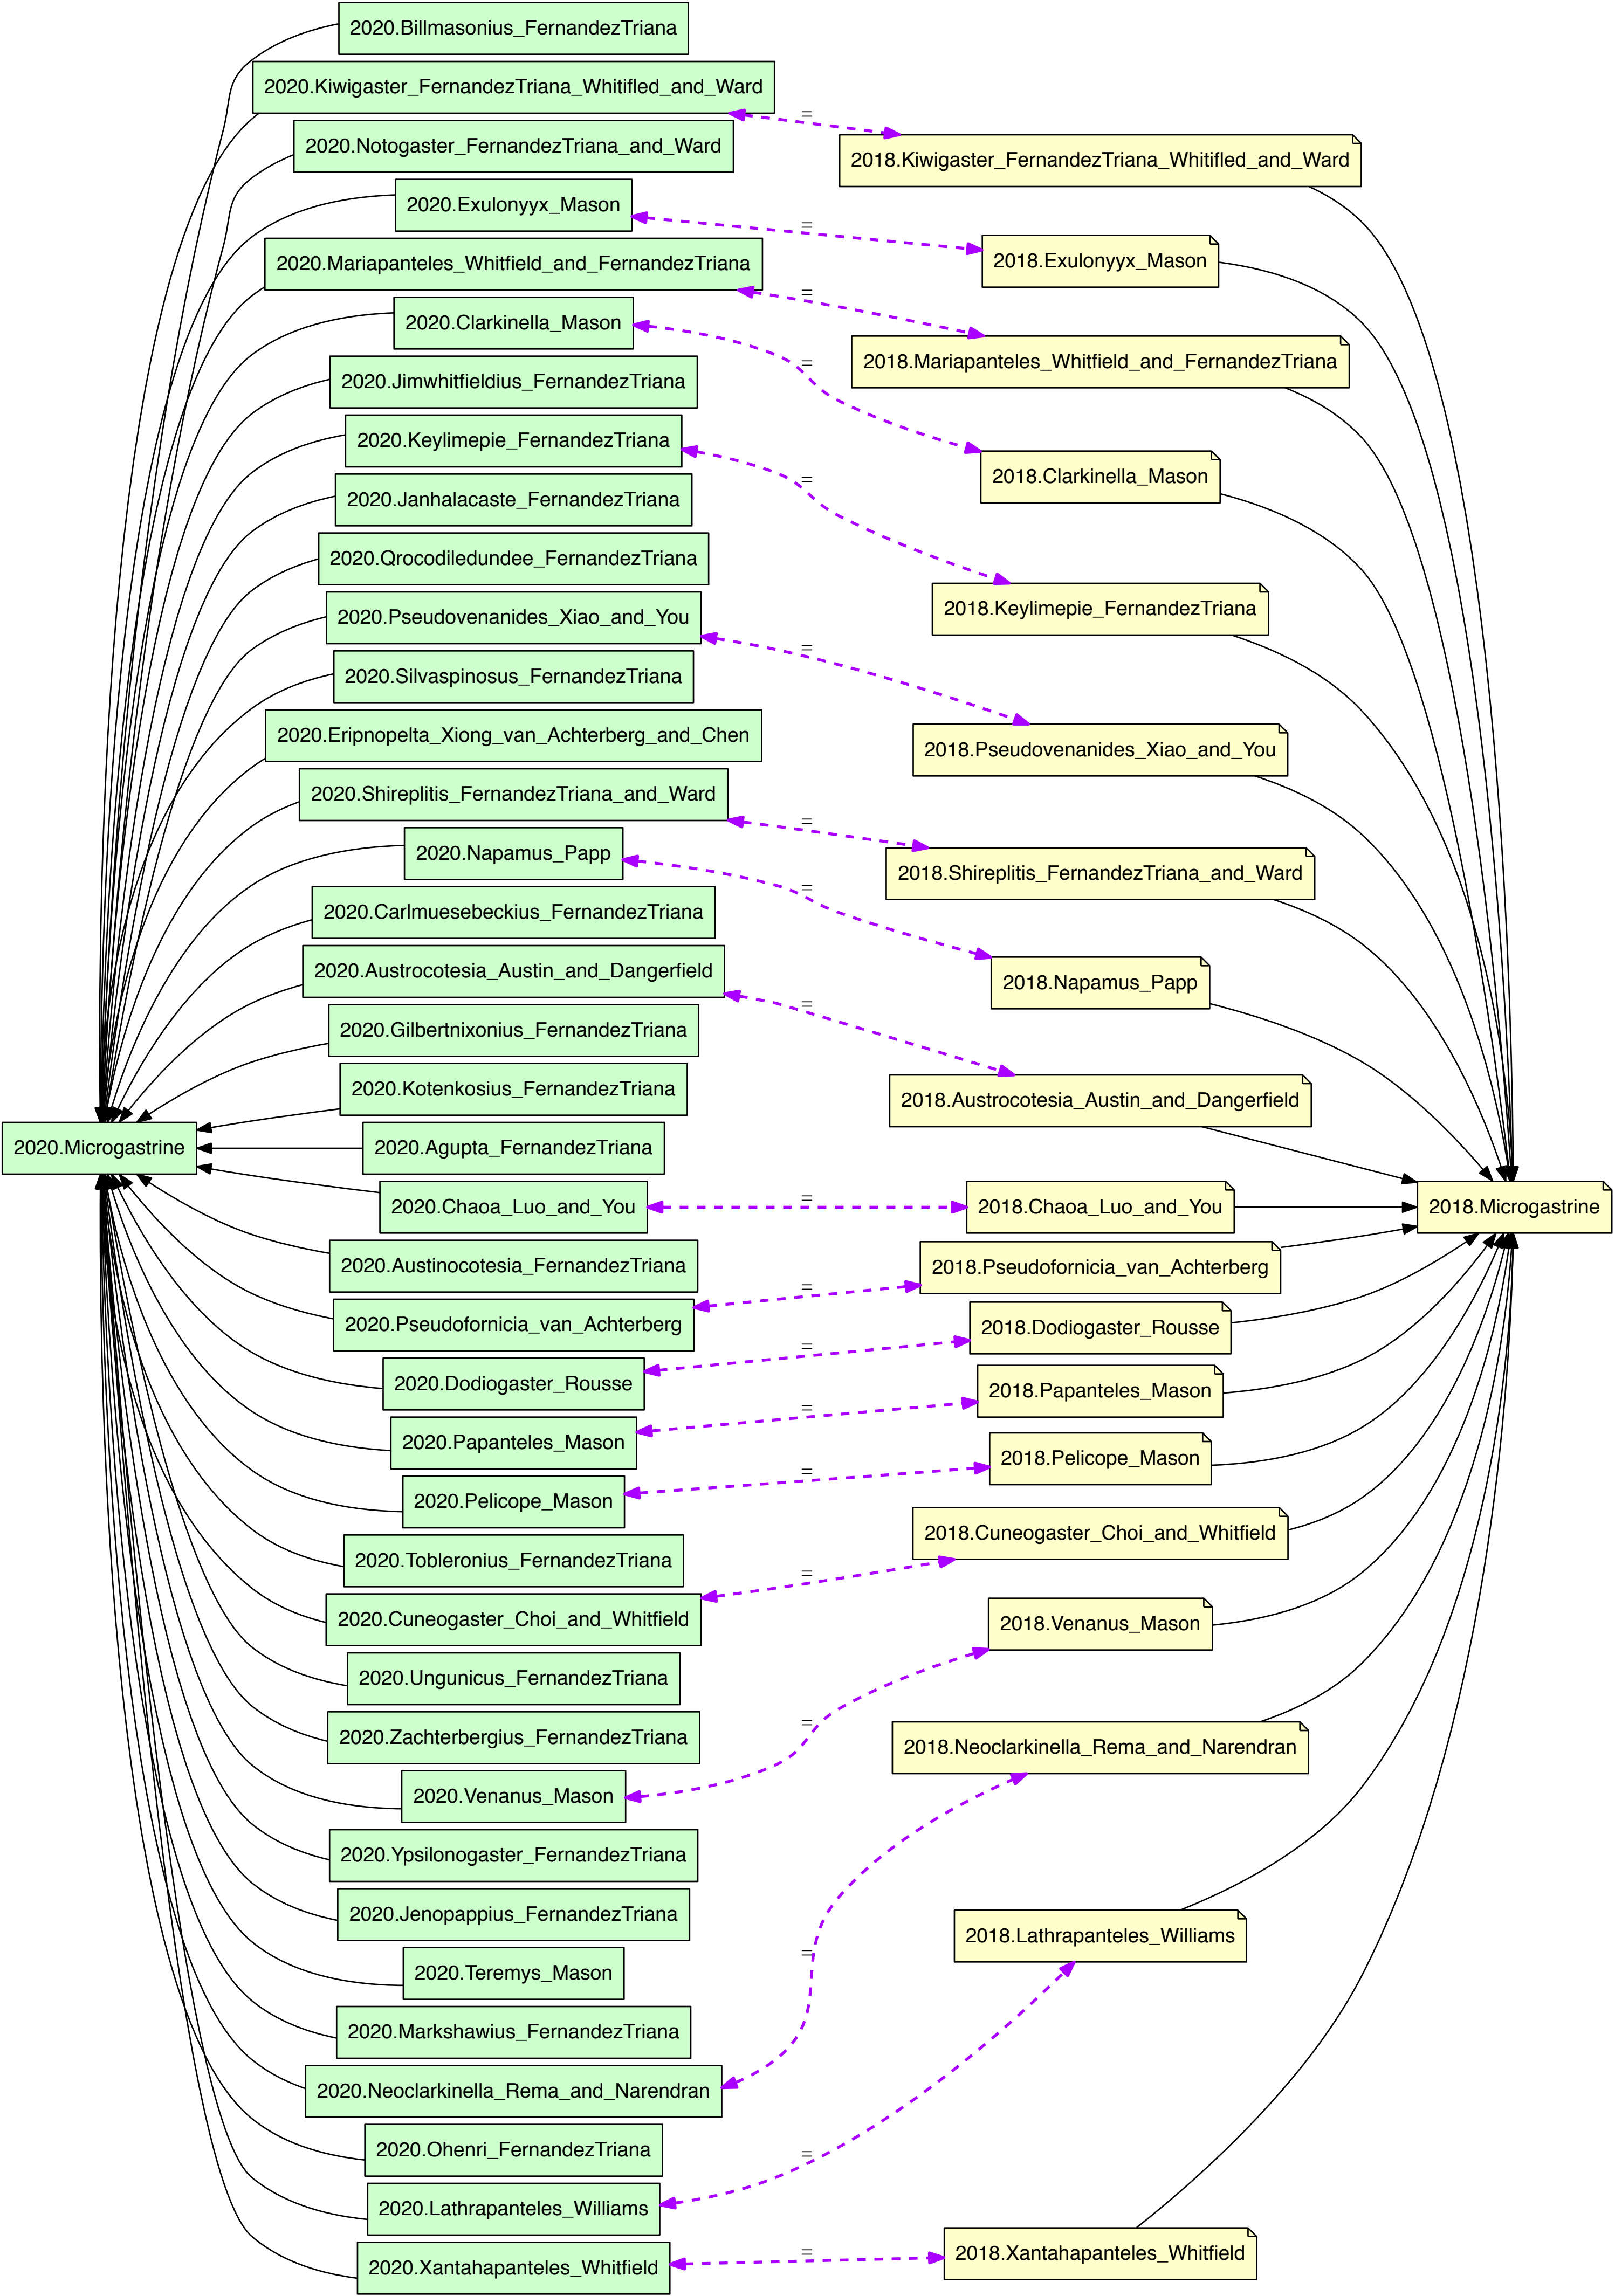 2020.Billmasonius_FernandezTriana
2020.Kiwigaster_FernandezTriana_Whitifled_and_Ward
=
2020.Notogaster_FernandezTriana_and_Ward
2018.Kiwigaster_FernandezTriana_Whitifled_and_Ward
2020.Exulonyyx_Mason
=
2018.Exulonyyx_Mason
2020.Mariapanteles_Whitfield_and_FernandezTriana
=
2020.Clarkinella_Mason
2018.Mariapanteles_Whitfield_and_FernandezTriana
=
2020.Jimwhitfieldius_FernandezTriana
2020.Keylimepie_FernandezTriana
2018.Clarkinella_Mason
=
2020.Janhalacaste_FernandezTriana
2020.Qrocodiledundee_FernandezTriana
2018.Keylimepie_FernandezTriana
2020.Pseudovenanides_Xiao_and_You
=
2020.Silvaspinosus_FernandezTriana
2020.Eripnopelta_Xiong_van_Achterberg_and_Chen
2018.Pseudovenanides_Xiao_and_You
2020.Shireplitis_FernandezTriana_and_Ward
=
2020.Napamus_Papp
2018.Shireplitis_FernandezTriana_and_Ward
=
2020.Carlmuesebeckius_FernandezTriana
2020.Austrocotesia_Austin_and_Dangerfield
2018.Napamus_Papp
=
2020.Gilbertnixonius_FernandezTriana
2020.Kotenkosius_FernandezTriana
2018.Austrocotesia_Austin_and_Dangerfield
2020.Microgastrine
2020.Agupta_FernandezTriana
2020.Chaoa_Luo_and_You
=
2018.Chaoa_Luo_and_You
2018.Microgastrine
2020.Austinocotesia_FernandezTriana
2018.Pseudofornicia_van_Achterberg
=
2020.Pseudofornicia_van_Achterberg
2018.Dodiogaster_Rousse
=
2020.Dodiogaster_Rousse
2018.Papanteles_Mason
=
2020.Papanteles_Mason
2018.Pelicope_Mason
=
2020.Pelicope_Mason
2018.Cuneogaster_Choi_and_Whitfield
2020.Tobleronius_FernandezTriana
=
2020.Cuneogaster_Choi_and_Whitfield
2018.Venanus_Mason
2020.Ungunicus_FernandezTriana
=
2020.Zachterbergius_FernandezTriana
2018.Neoclarkinella_Rema_and_Narendran
2020.Venanus_Mason
2020.Ypsilonogaster_FernandezTriana
2020.Jenopappius_FernandezTriana
2018.Lathrapanteles_Williams
=
2020.Teremys_Mason
2020.Markshawius_FernandezTriana
2020.Neoclarkinella_Rema_and_Narendran
2020.Ohenri_FernandezTriana
=
2020.Lathrapanteles_Williams
=
2018.Xantahapanteles_Whitfield
2020.Xantahapanteles_Whitfield